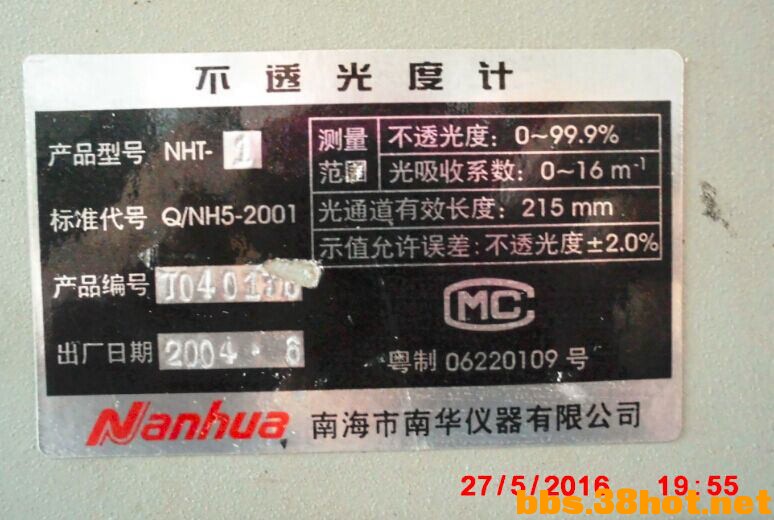 不透光度计
产品型号 NHT-1
测量范围
不透光度：0~99.9%
光吸收系数：0~16 m-1
标准代号 Q/NH5-2001
光通道有效长度：215 mm
示值允许误差：不透光度±2.0%
产品编号
MC
出厂日期 2004.6
粤制 06220109 号
Nanhua 南海市南华仪器有限公司
27/5/2016 19:55
bbs.38hot.net